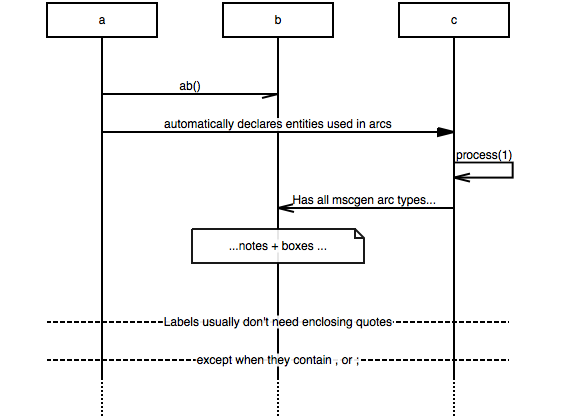 a
b
c
ab()
automatically declares entities used in arcs
process(1)
Has all mscgen arc types...
...notes + boxes ...
Labels usually don't need enclosing quotes
except when they contain , or ;